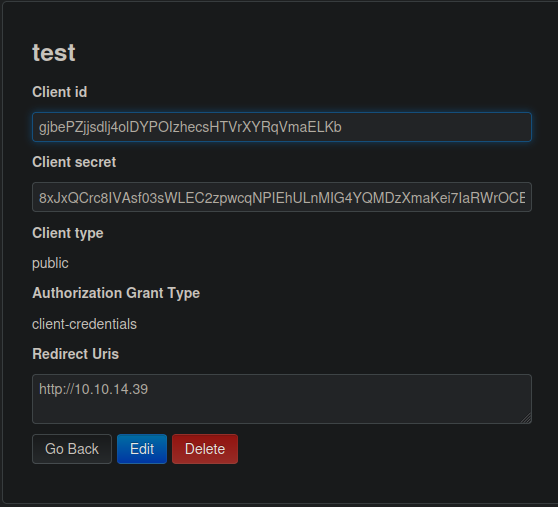 test
Client id
gjbePZjjsdlj4olDYPOIzhecsHTVrXYRqVmaELKb
Client secret
8xJxQCrc8IVAsf03sWLEC2zpwcqNPIEhULnMIG4YQMDzXmaKei7IaRWrOCE
Client type
public
Authorization Grant Type
client-credentials
Redirect Uris
http://10.10.14.39
Go Back
Edit
Delete